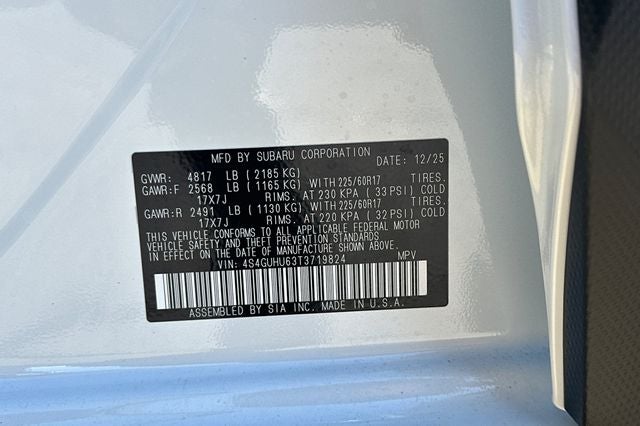 MFD BY SUBARU CORPORATION DATE: 12/25
GVWR: 4817 LB ( 2185 KG)
GAWR:F 2568 LB ( 1165 KG) WITH 225/60R17 TIRES.
17X7J RIMS. AT 230 KPA ( 33 PSI) COLD
GAWR:R 2491 LB ( 1130 KG) WITH 225/60R17 TIRES.
17X7J RIMS. AT 220 KPA ( 32 PSI) COLD
THIS VEHICLE CONFORMS TO ALL APPLICABLE FEDERAL MOTOR
VEHICLE SAFETY AND THEFT PREVENTION STANDARDS
IN EFFECT ON THE DATE OF MANUFACTURE SHOWN ABOVE.
VIN: 4S4GUHU63T3719824 MPV
ASSEMBLED BY SIA INC. MADE IN U.S.A.